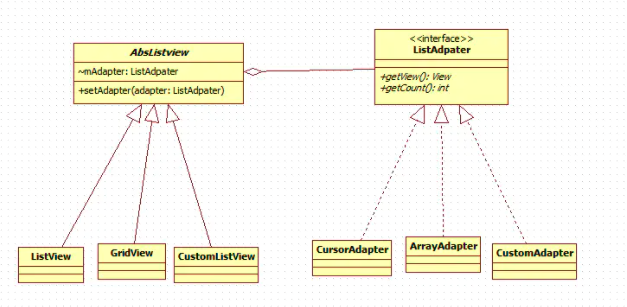 AbsListview
~mAdapter: ListAdpater
+setAdapter(adapter: ListAdpater)
<<interface>>
ListAdpater
+getView(): View
+getCount(): int
ListView
GridView
CustomListView
CursorAdapter
ArrayAdapter
CustomAdapter